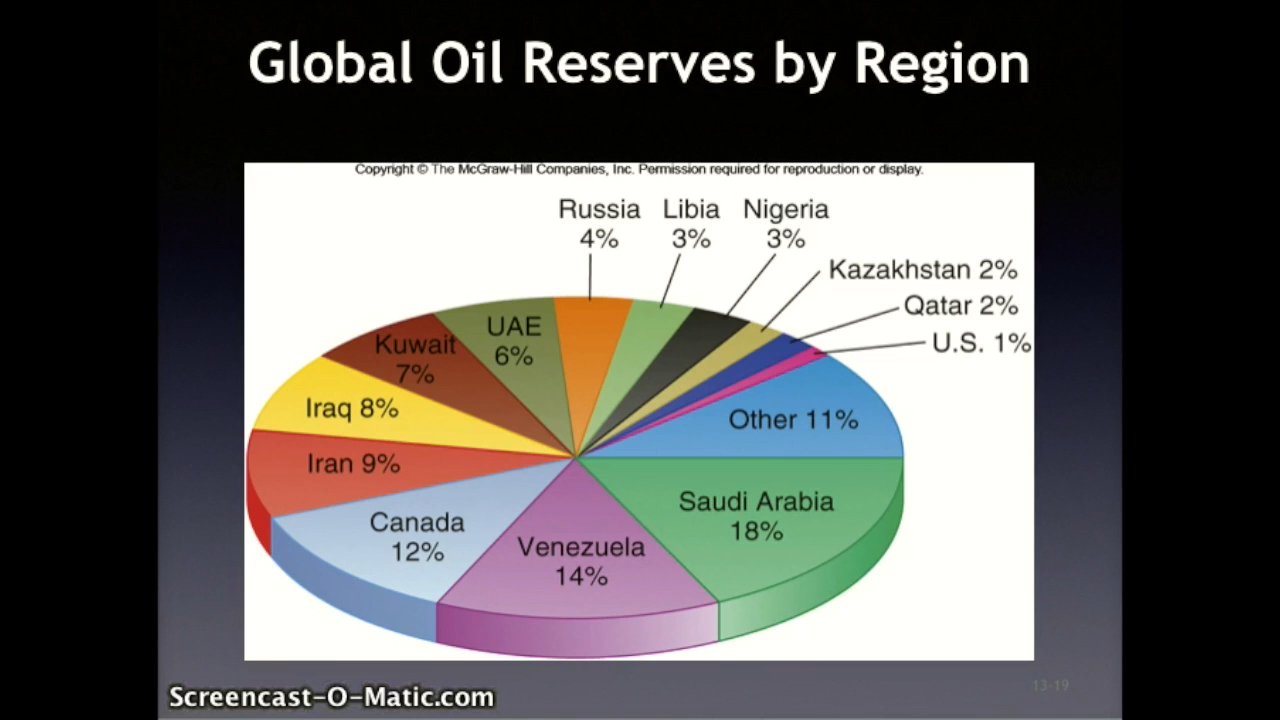 Global Oil Reserves by Region
Copyright © The McGraw-Hill Companies, Inc. Permission required for reproduction or display.
Russia
4%
Libia
3%
Nigeria
3%
Kazakhstan 2%
Qatar 2%
U.S. 1%
UAE
6%
Kuwait
7%
Iraq 8%
Other 11%
Iran 9%
Saudi Arabia
18%
Canada
12%
Venezuela
14%
13-19
Screencast-O-Matic.com